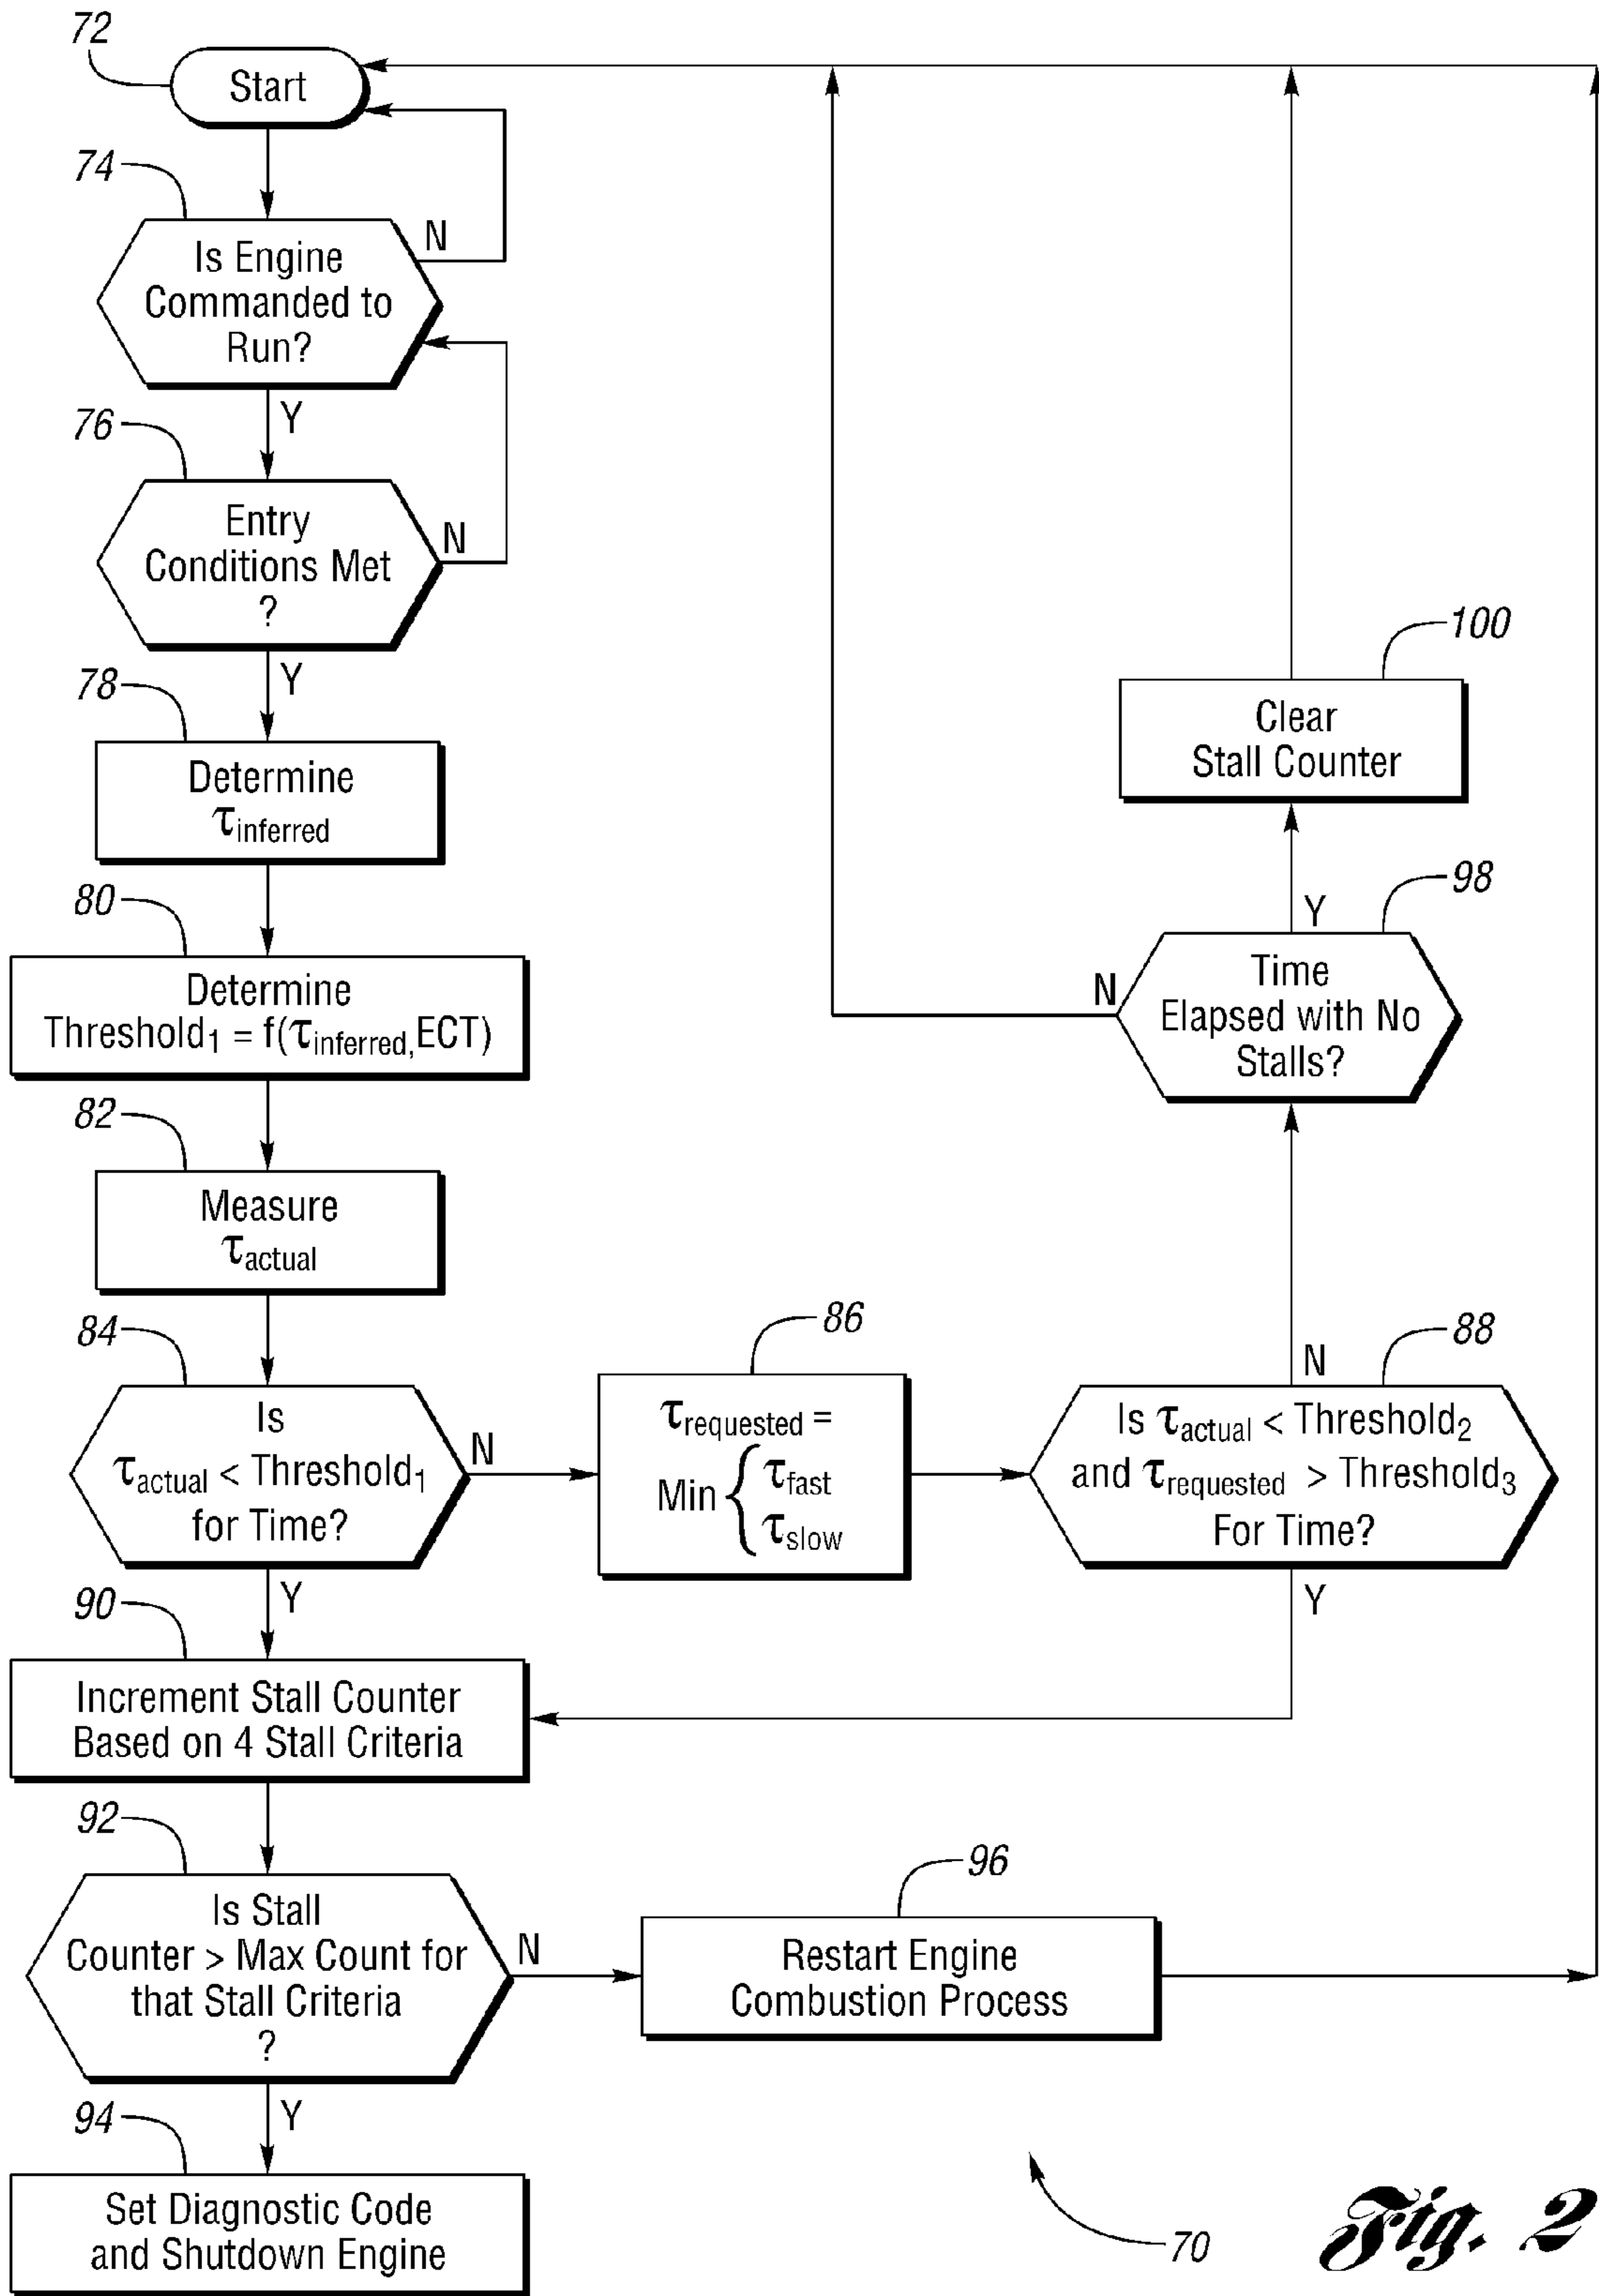 72
Start
74
N
Is Engine
Commanded to
Run?
Y
76
Entry
Conditions Met
?
N
Y
78
Determine
τinferred
80
Determine
Threshold1 = f(τinferred,ECT)
82
Measure
τactual
84
Is
τactual < Threshold1
for Time?
N
Y
86
τrequested =
Min { τfast
τslow
88
N
Is τactual < Threshold2
and τrequested > Threshold3
For Time?
Y
98
Y
N
Time
Elapsed with No
Stalls?
100
Clear
Stall Counter
90
Increment Stall Counter
Based on 4 Stall Criteria
92
Is Stall
Counter > Max Count for
that Stall Criteria
?
N
Y
96
Restart Engine
Combustion Process
94
Set Diagnostic Code
and Shutdown Engine
70
Fig. 2